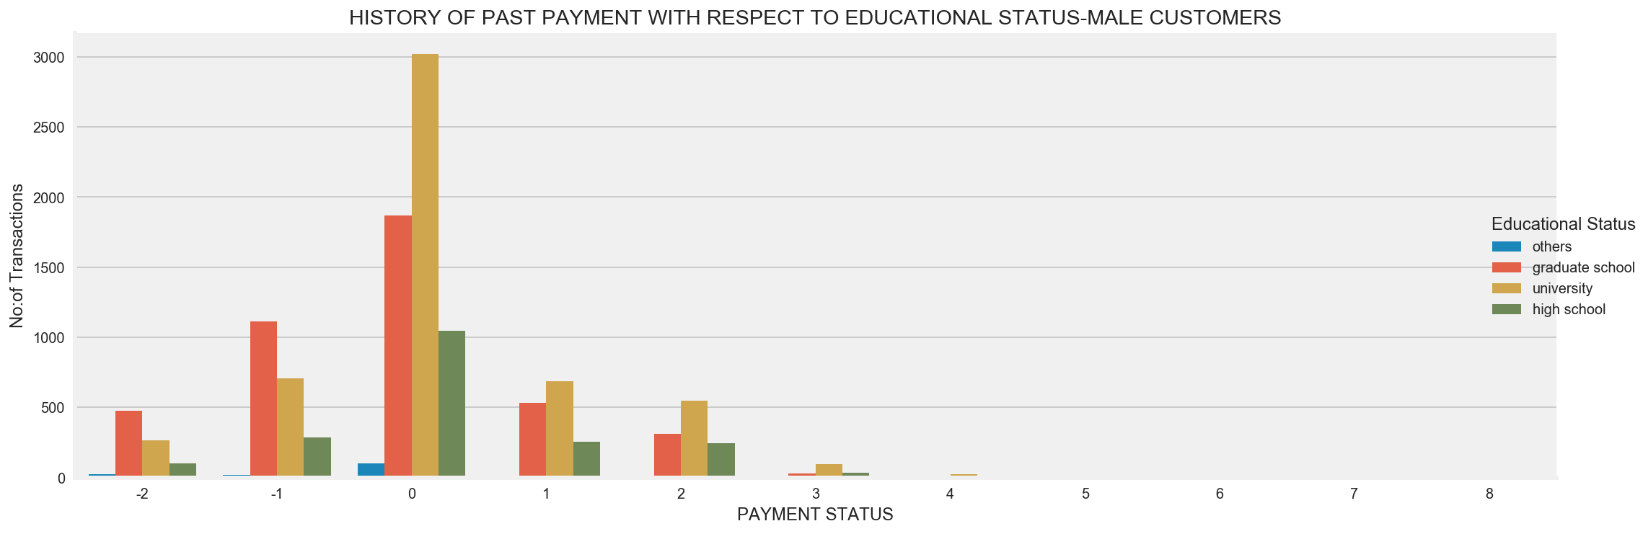 HISTORY OF PAST PAYMENT WITH RESPECT TO EDUCATIONAL STATUS-MALE CUSTOMERS
3000
2500
2000
1500
1000
500
0
No:of Transactions
-2 -1 0 1 2 3 4 5 6 7 8
PAYMENT STATUS
Educational Status
others
graduate school
university
high school